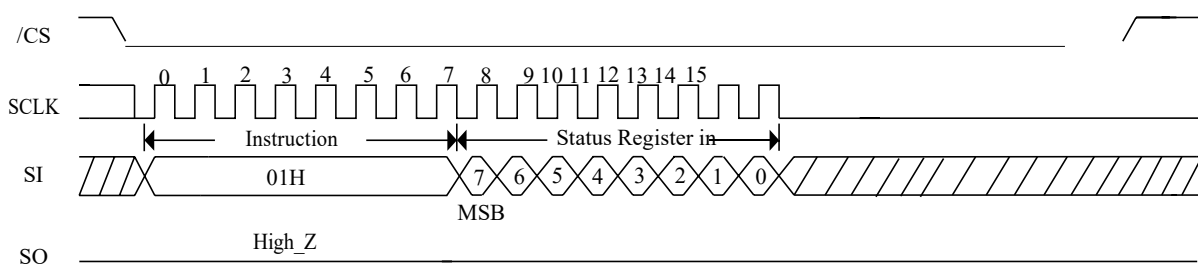 /CS
0 1 2 3 4 5 6 7 8 9 10 11 12 13 14 15
SCLK
Instruction Status Register in
SI 01H 7 6 5 4 3 2 1 0
MSB
High_Z
SO